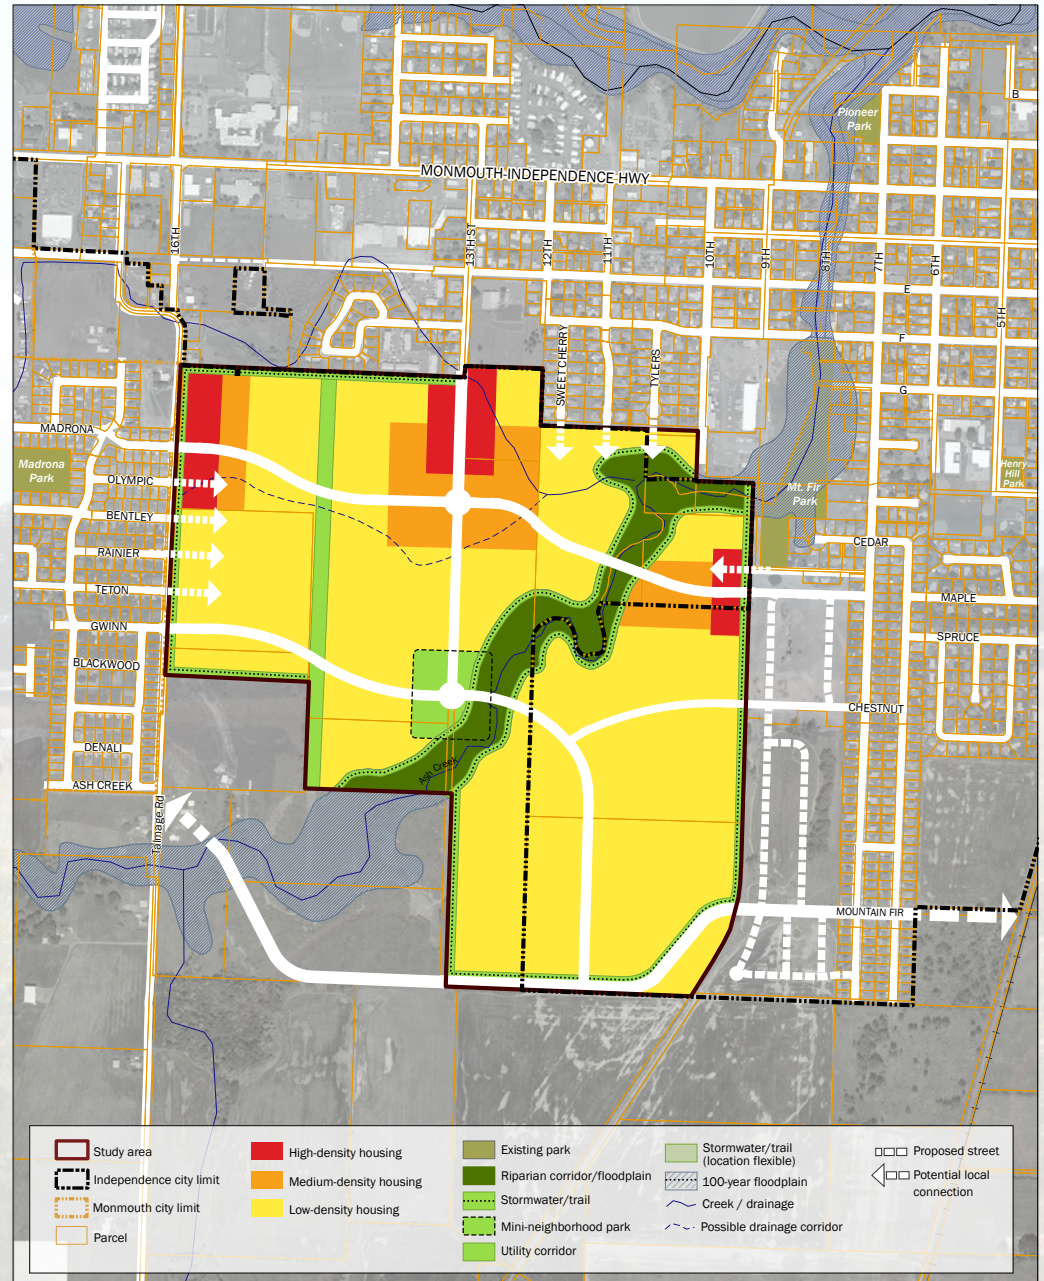 B
Pioneer
Park
MONMOUTH-INDEPENDENCE HWY
16TH
13TH ST
12TH
11TH
10TH
9TH
8TH
7TH
6TH
5TH
E
F
G
SWEET CHERRY
TYLERS
MADRONA
Madrona
Park
OLYMPIC
BENTLEY
RAINIER
TETON
GWINN
BLACKWOOD
DENALI
ASH CREEK
Talmage Rd
Henry
Hill
Park
Mt. Fir
Park
CEDAR
MAPLE
SPRUCE
CHESTNUT
Ash Creek
MOUNTAIN FIR
Study area
Independence city limit
Monmouth city limit
Parcel
High-density housing
Medium-density housing
Low-density housing
Existing park
Riparian corridor/floodplain
Stormwater/trail
Mini-neighborhood park
Utility corridor
Stormwater/trail
(location flexible)
100-year floodplain
Creek / drainage
Possible drainage corridor
Proposed street
Potential local
connection